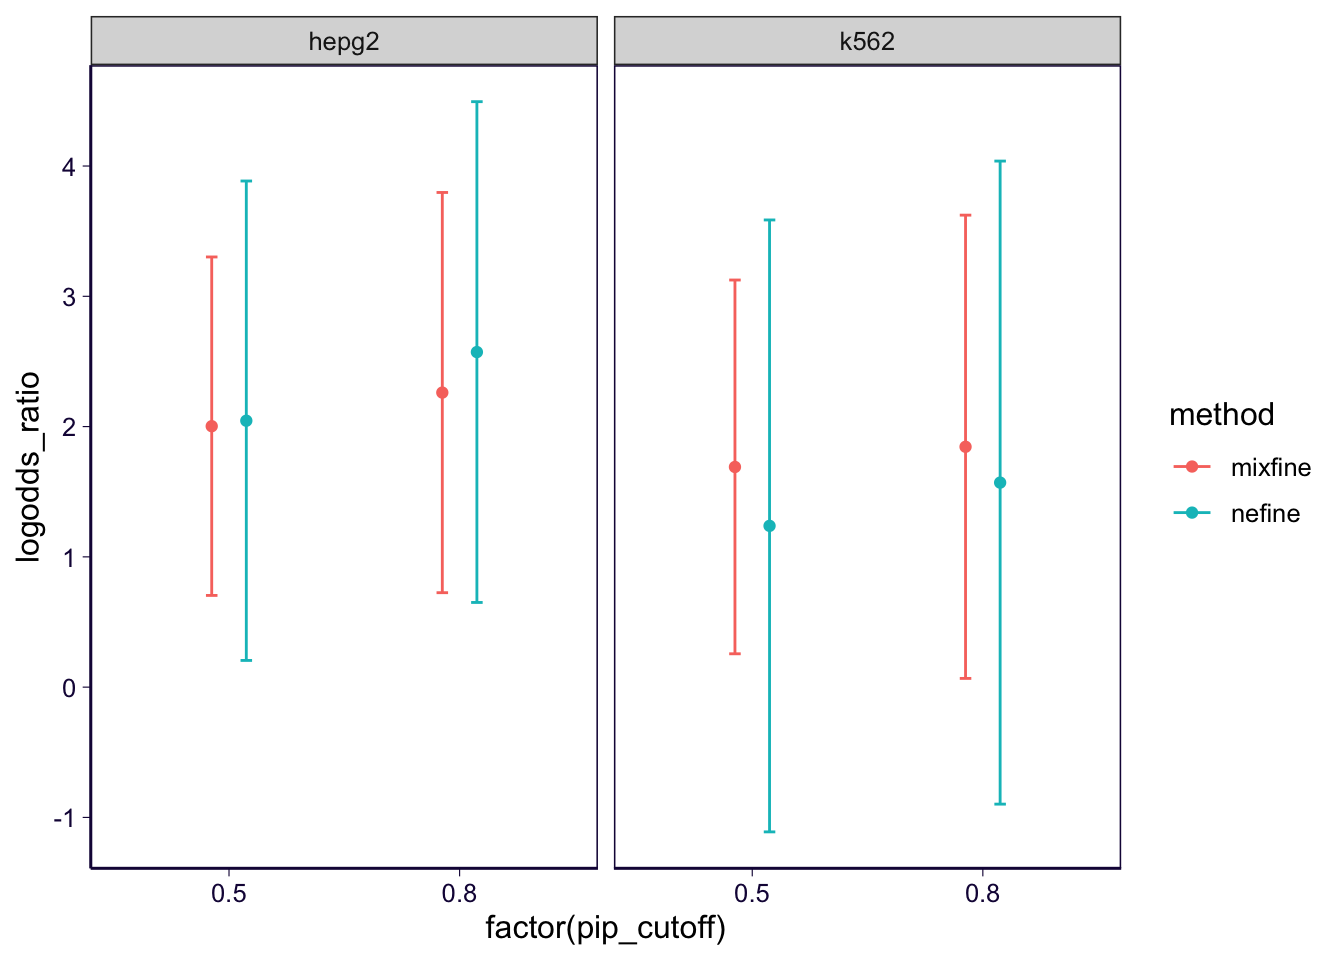 hepg2
k562
4
3
2
1
0
-1
logodds_ratio
0.5
0.8
0.5
0.8
factor(pip_cutoff)
method
mixfine
nefine